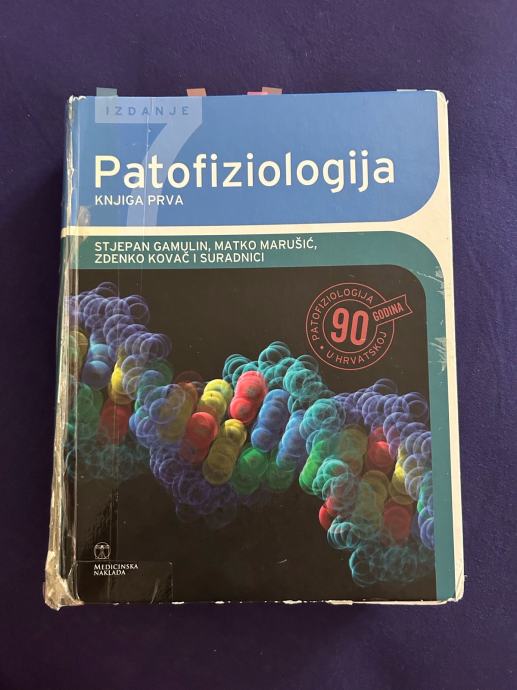 IZDANJE
7
Patofiziologija
KNJIGA PRVA
STJEPAN GAMULIN, MATKO MARUŠIĆ,
ZDENKO KOVAČ I SURADNICI
PATOFIZIOLOGIJA
90 GODINA
U HRVATSKOJ
MEDICINSKA
NAKLADA